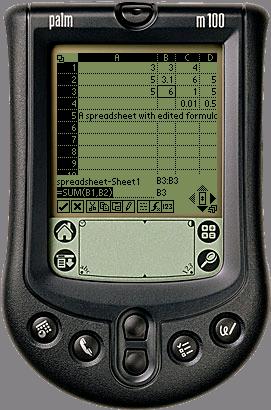 palm m100
A B C D
1 3 3 4
2 5 3.1 6 5
3 5 6 1 5
4 0.01 0.5
5 A spreadsheet with edited formulc
6
7
8
9
spreadsheet-Sheet1 B3:B3
=SUM(B1,B2) B3
fx 123 B3